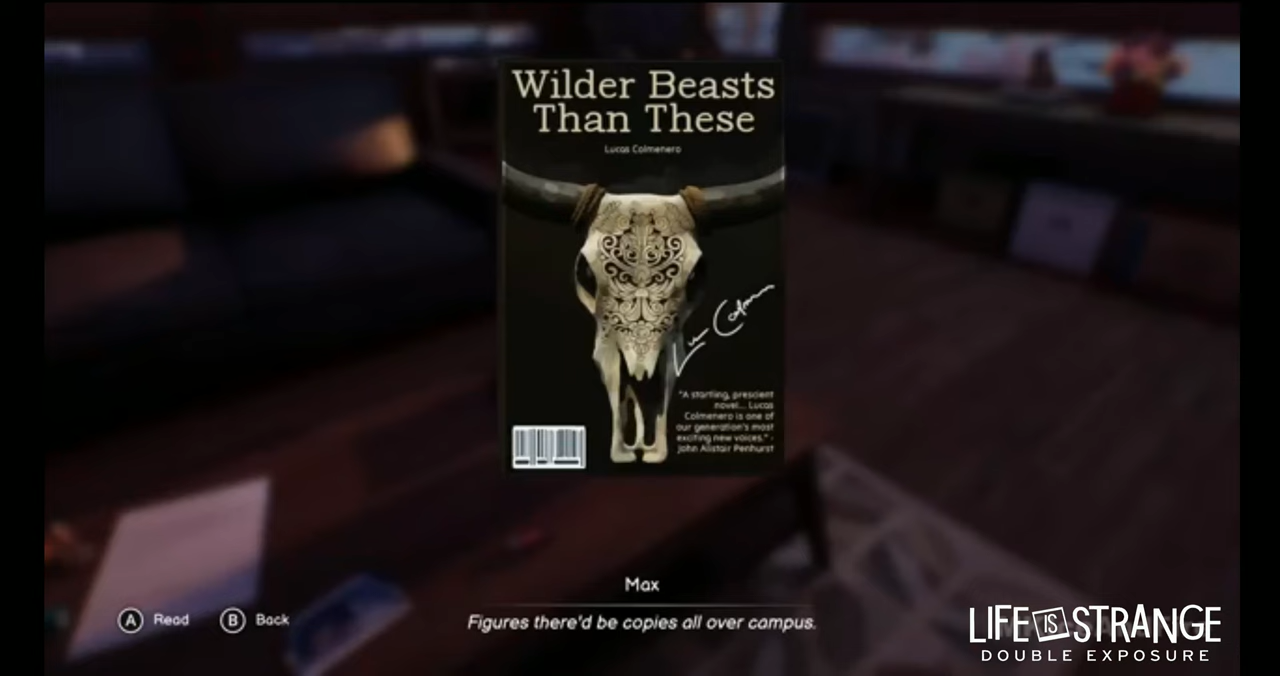 Wilder Beasts
Than These
Lucas Colmenero
"A startling, prescient
novel... Lucas
Colmenero is one of
our generation's most
exciting new voices." -
John Alistair Penhurst
Max
Figures there'd be copies all over campus.
A Read B Back
LIFE IS STRANGE
DOUBLE EXPOSURE